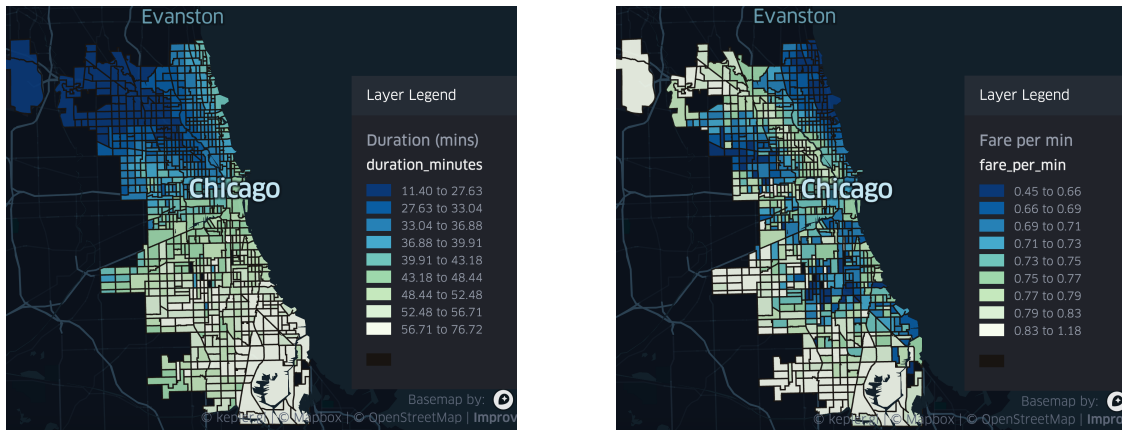 Evanston
Chicago
Layer Legend
Duration (mins)
duration_minutes
11.40 to 27.63
27.63 to 33.04
33.04 to 36.88
36.88 to 39.91
39.91 to 43.18
43.18 to 48.44
48.44 to 52.48
52.48 to 56.71
56.71 to 76.72
Basemap by:
© Mapbox | © OpenStreetMap | Improv
Evanston
Chicago
Layer Legend
Fare per min
fare_per_min
0.45 to 0.66
0.66 to 0.69
0.69 to 0.71
0.71 to 0.73
0.73 to 0.75
0.75 to 0.77
0.77 to 0.79
0.79 to 0.83
0.83 to 1.18
Basemap by:
© Mapbox | © OpenStreetMap | Improv